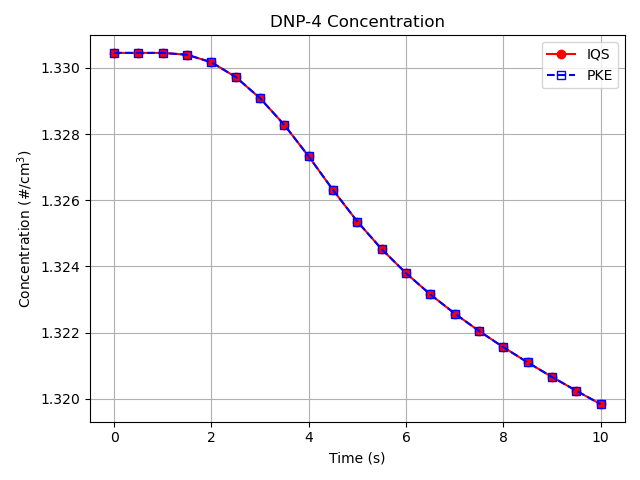 DNP-4 Concentration
IQS
PKE
Concentration (#/cm³)
1.330
1.328
1.326
1.324
1.322
1.320
0 2 4 6 8 10
Time (s)